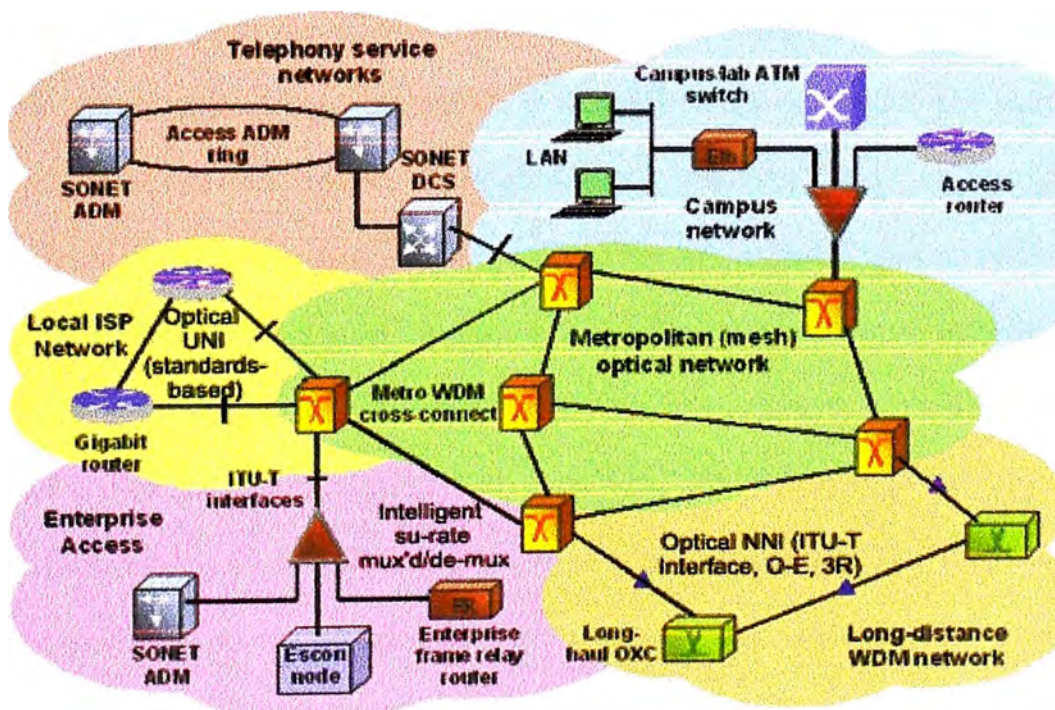 Telephony service
networks
Access ADM
ring
SONET
ADM
SONET
DCS
Campus/lab ATM
switch
LAN
Eth
Campus
network
Access
router
Local ISP
Network
Optical
UNI
(standards-
based)
Gigabit
router
Metropolitan (mesh)
optical network
Metro WDM
cross-connect
ITU-T
interfaces
Enterprise
Access
Intelligent
su-rate
mux'd/de-mux
SONET
ADM
Escon
node
Enterprise
frame relay
router
Optical NNI (ITU-T
Interface, O-E, 3R)
Long-
haul OXC
Long-distance
WDM network